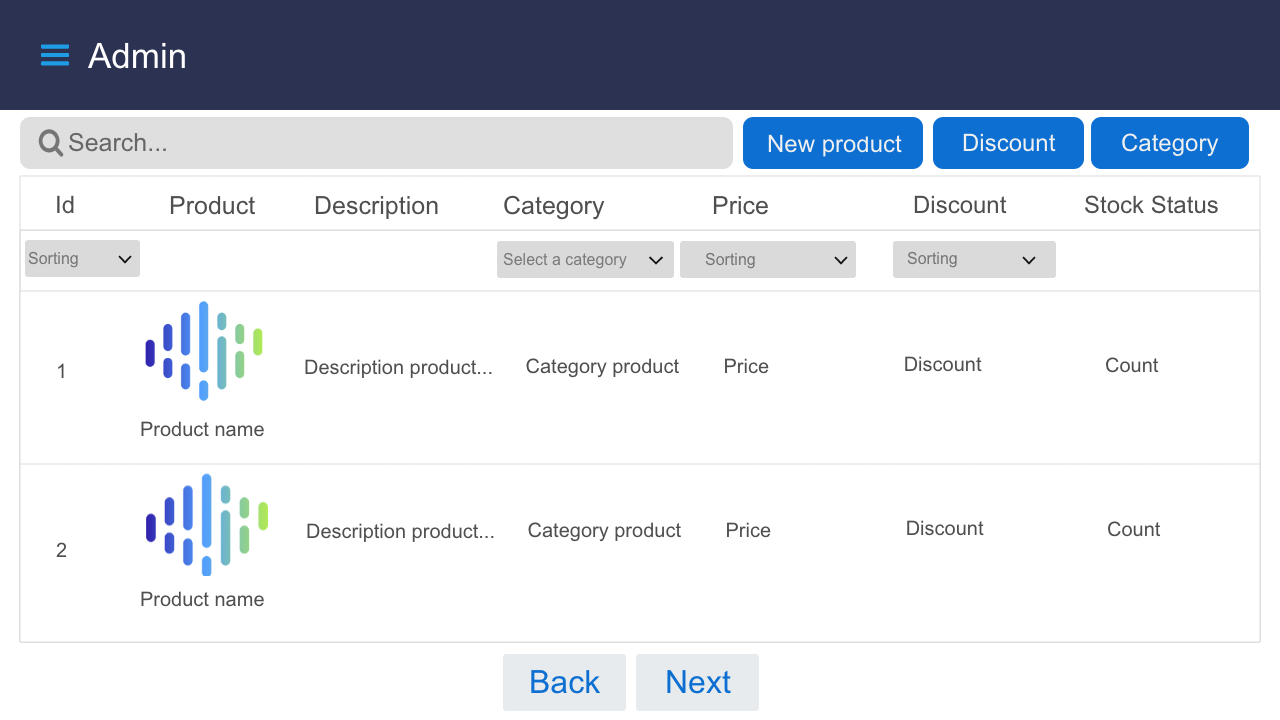 Admin
Search...
New product
Discount
Category
Id Product Description Category Price Discount Stock Status
Sorting Select a category Sorting Sorting
1 Description product... Category product Price Discount Count
Product name
2 Description product... Category product Price Discount Count
Product name
Back
Next